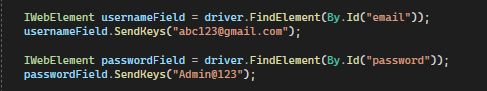 IWebElement usernameField = driver.FindElement(By.Id("email"));
usernameField.SendKeys("abc123@gmail.com");
IWebElement passwordField = driver.FindElement(By.Id("password"));
passwordField.SendKeys("Admin@123");